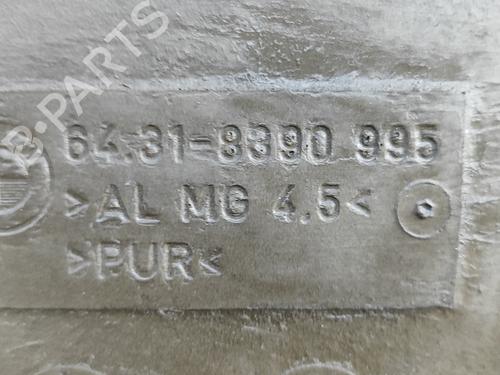 B-PARTS
64.31-8390 995
>AL MG 4.5<
>PUR<